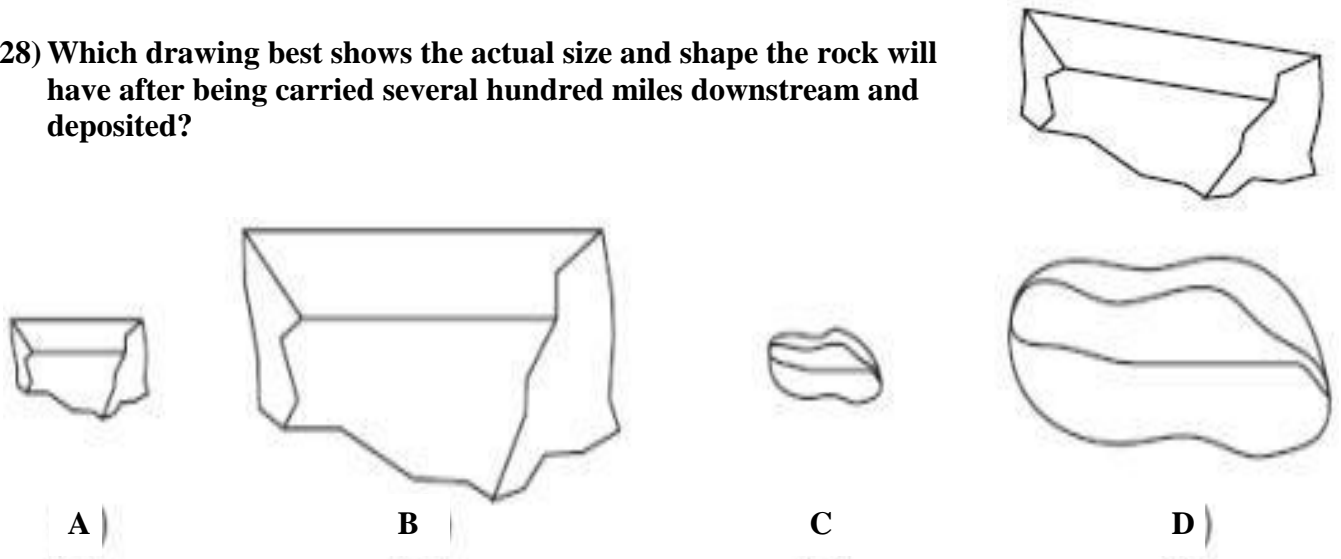 28) Which drawing best shows the actual size and shape the rock will
have after being carried several hundred miles downstream and
deposited?
A )
B
C
D )